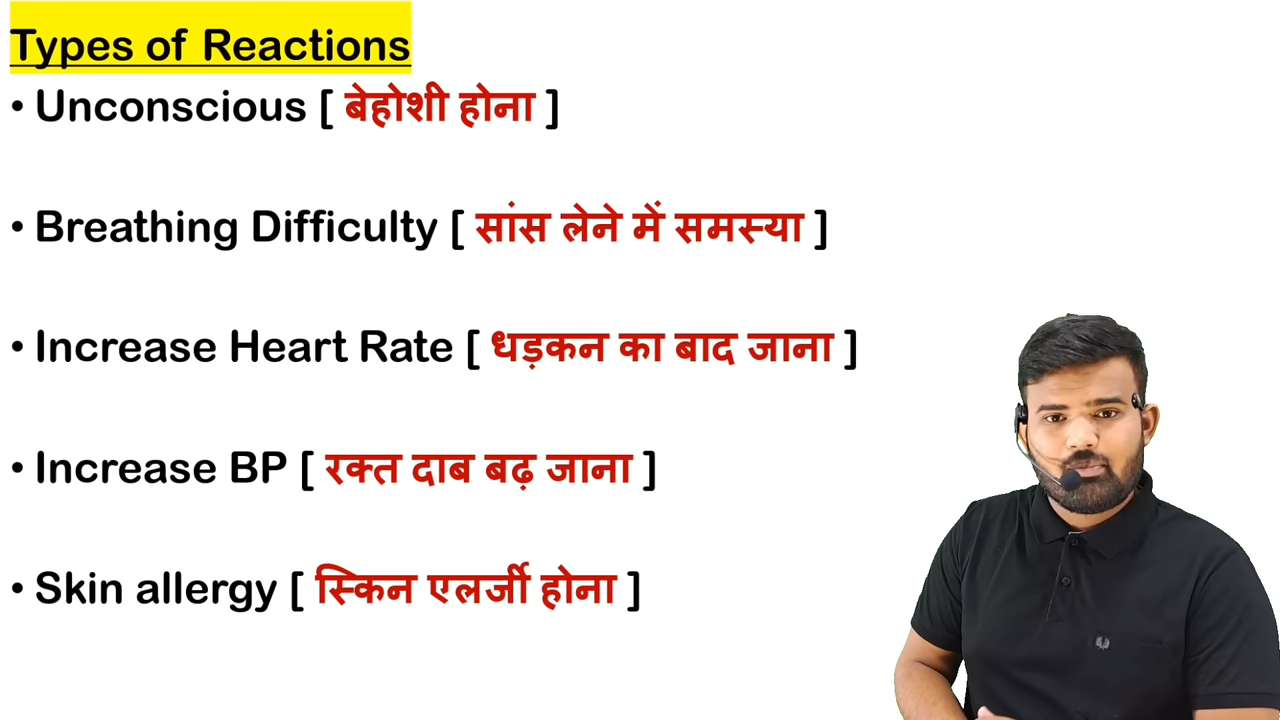 Types of Reactions
• Unconscious [ बेहोशी होना ]
• Breathing Difficulty [ सांस लेने में समस्या ]
• Increase Heart Rate [ धड़कन का बाद जाना ]
• Increase BP [ रक्त दाब बढ़ जाना ]
• Skin allergy [ स्किन एलर्जी होना ]